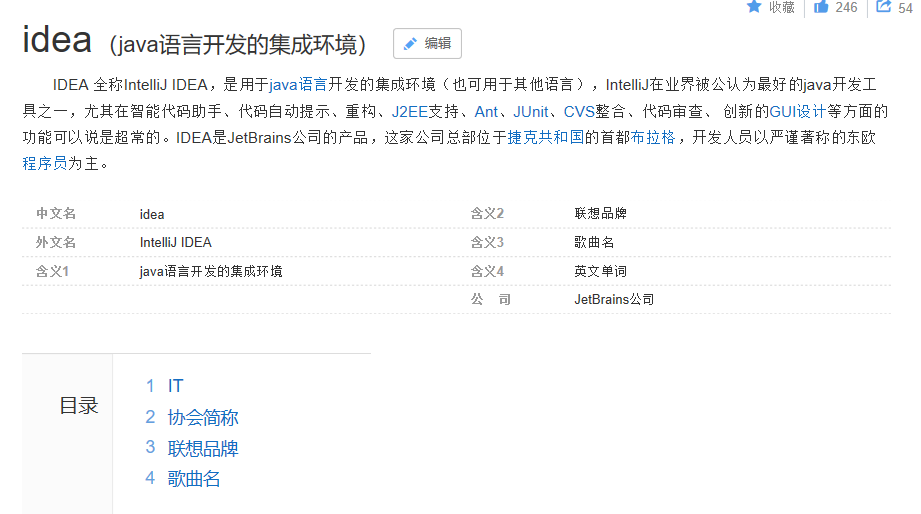 收藏 246 54
idea （java语言开发的集成环境） 编辑
IDEA 全称IntelliJ IDEA，是用于java语言开发的集成环境（也可用于其他语言），IntelliJ在业界被公认为最好的java开发工
具之一，尤其在智能代码助手、代码自动提示、重构、J2EE支持、Ant、JUnit、CVS整合、代码审查、 创新的GUI设计等方面的
功能可以说是超常的。IDEA是JetBrains公司的产品，这家公司总部位于捷克共和国的首都布拉格，开发人员以严谨著称的东欧
程序员为主。
中文名 idea 含义2 联想品牌
外文名 IntelliJ IDEA 含义3 歌曲名
含义1 java语言开发的集成环境 含义4 英文单词
公 司 JetBrains公司
目录
1 IT
2 协会简称
3 联想品牌
4 歌曲名